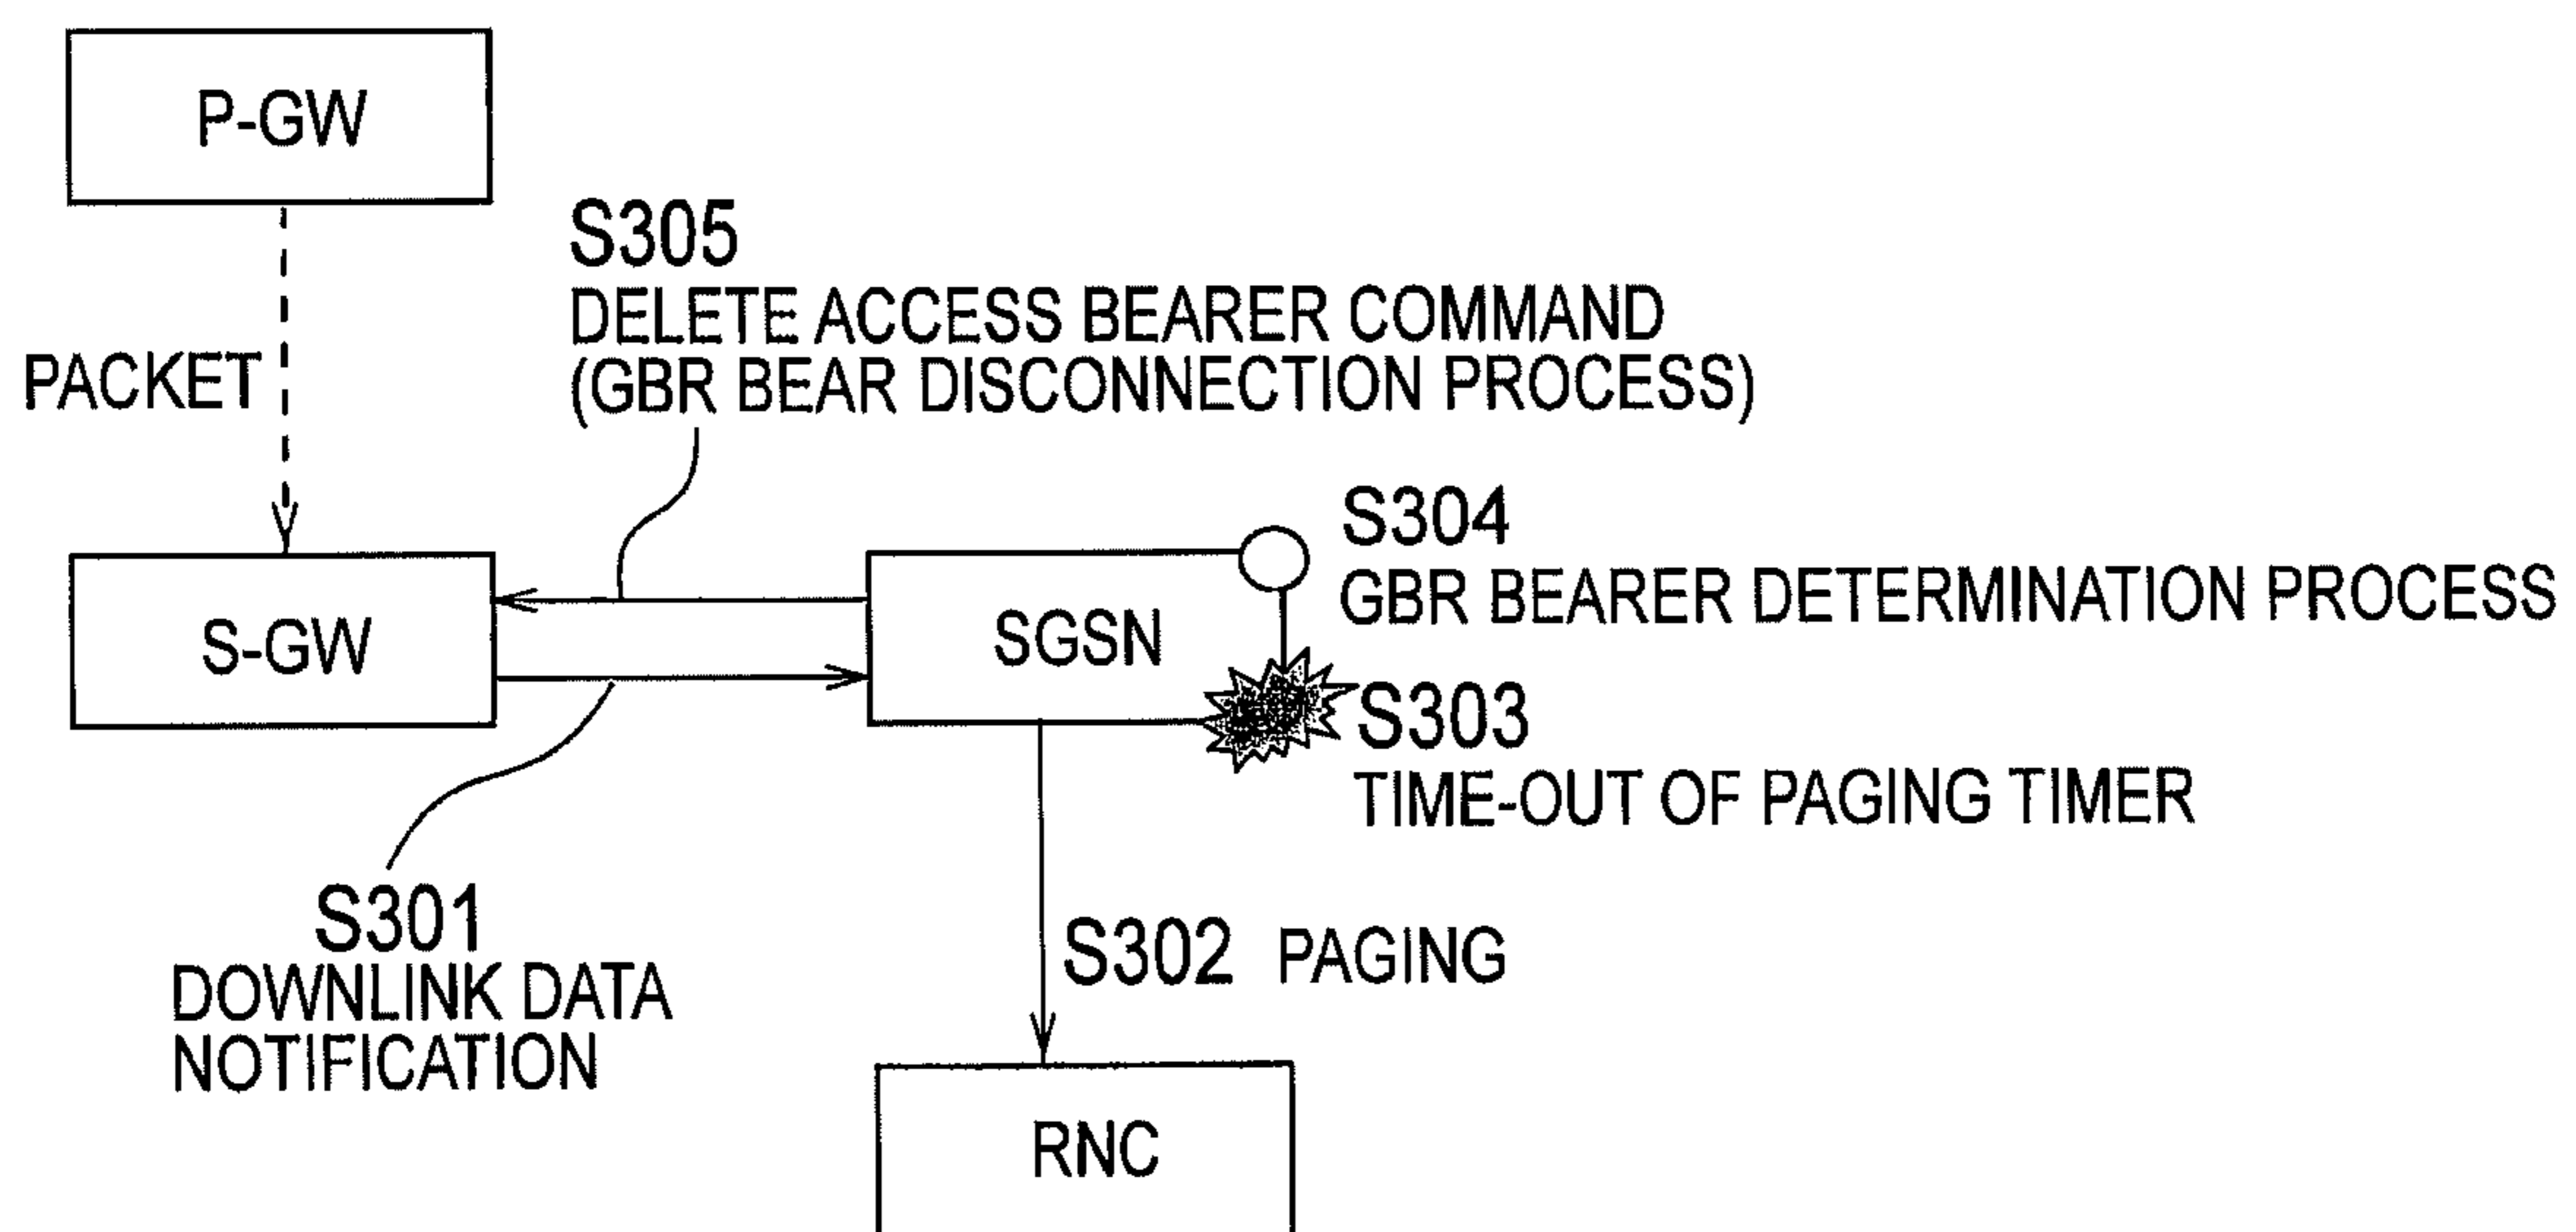 P-GW
S305
DELETE ACCESS BEARER COMMAND
(GBR BEAR DISCONNECTION PROCESS)
PACKET
S304
GBR BEARER DETERMINATION PROCESS
S-GW
SGSN
S303
TIME-OUT OF PAGING TIMER
S301
DOWNLINK DATA
NOTIFICATION
S302 PAGING
RNC